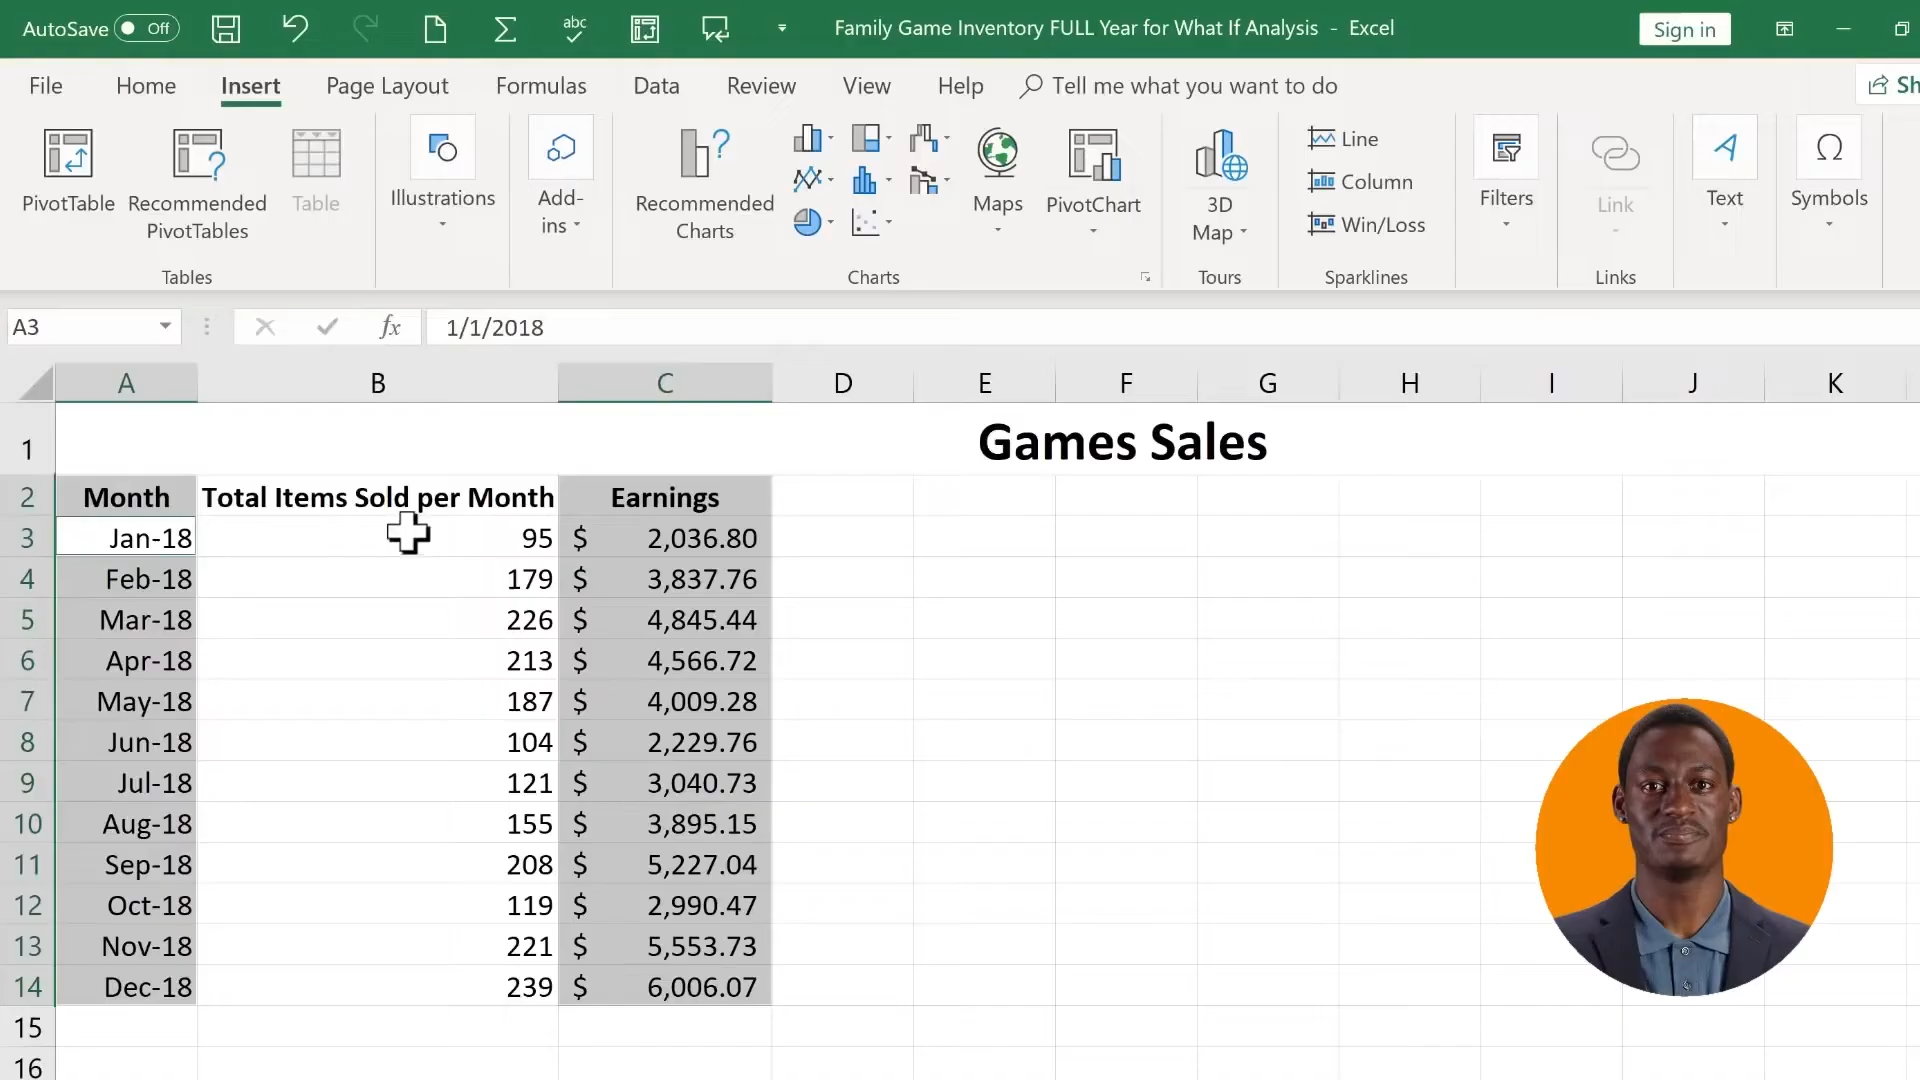 AutoSave Off abc Family Game Inventory FULL Year for What If Analysis - Excel Sign in
File Home Insert Page Layout Formulas Data Review View Help Tell me what you want to do Sh
PivotTable Recommended PivotTables Table Illustrations Add-ins Recommended Charts Maps PivotChart 3D Map Line Column Win/Loss Filters Link Text Symbols
Tables Charts Tours Sparklines Links
A3 fx 1/1/2018
A B C D E F G H I J K
1 Games Sales
2 Month Total Items Sold per Month Earnings
3 Jan-18 95 $ 2,036.80
4 Feb-18 179 $ 3,837.76
5 Mar-18 226 $ 4,845.44
6 Apr-18 213 $ 4,566.72
7 May-18 187 $ 4,009.28
8 Jun-18 104 $ 2,229.76
9 Jul-18 121 $ 3,040.73
10 Aug-18 155 $ 3,895.15
11 Sep-18 208 $ 5,227.04
12 Oct-18 119 $ 2,990.47
13 Nov-18 221 $ 5,553.73
14 Dec-18 239 $ 6,006.07
15
16